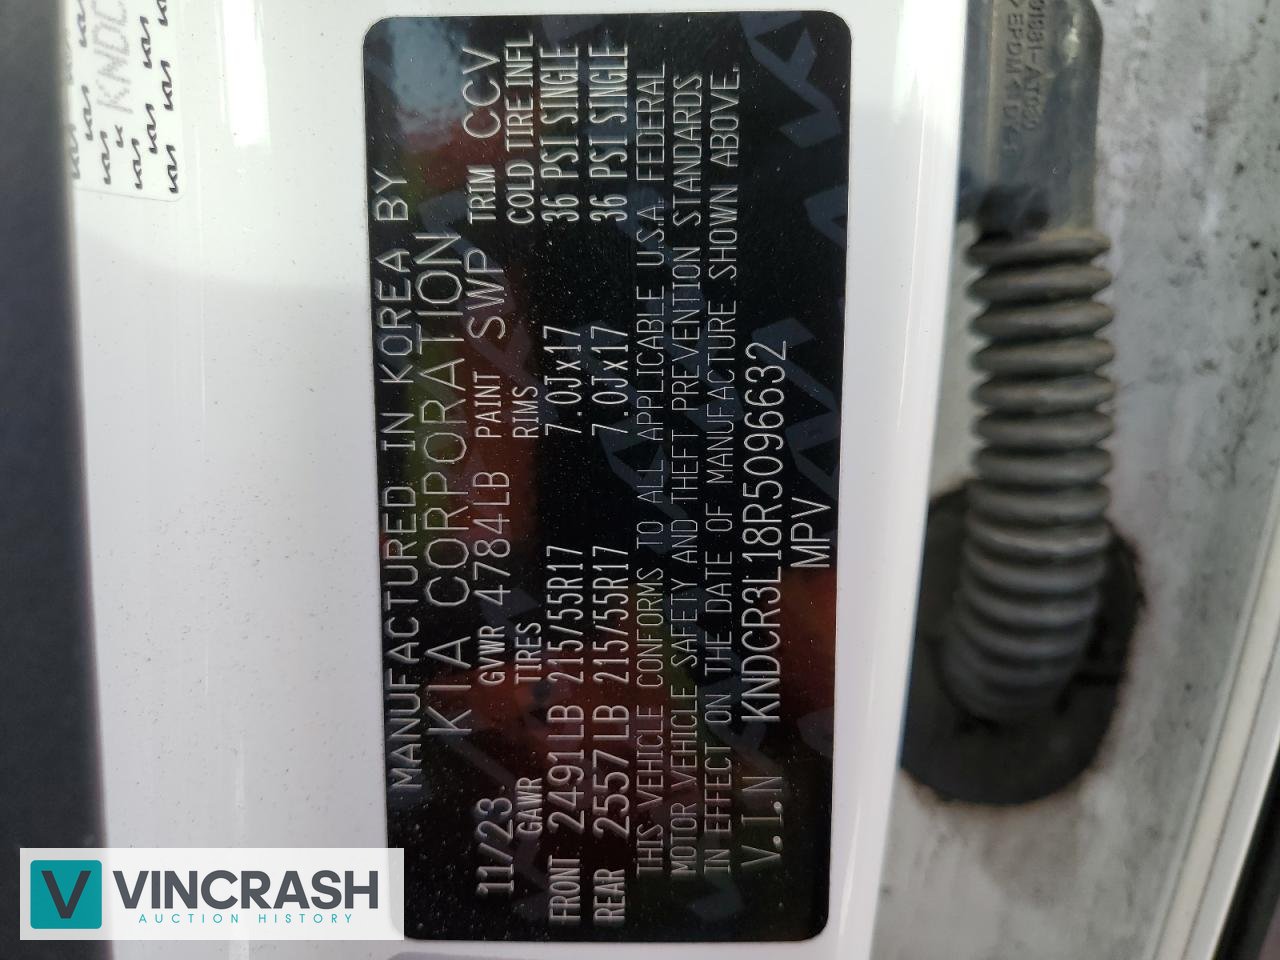 MANUFACTURED IN KOREA BY
KIA CORPORATION
11/23 GVWR 4784LB PAINT SWP TRIM CCV
GAWR TIRES RIMS COLD TIRE INFL
FRONT 2491LB 215/55R17 7.0Jx17 36 PSI SINGLE
REAR 2557LB 215/55R17 7.0Jx17 36 PSI SINGLE
THIS VEHICLE CONFORMS TO ALL APPLICABLE U.S.A. FEDERAL
MOTOR VEHICLE SAFETY AND THEFT PREVENTION STANDARDS
IN EFFECT ON THE DATE OF MANUFACTURE SHOWN ABOVE.
V.I.N KNDCR3L18R5096632
MPV
KNDC
>EPDM<
V VINCRASH
AUCTION HISTORY